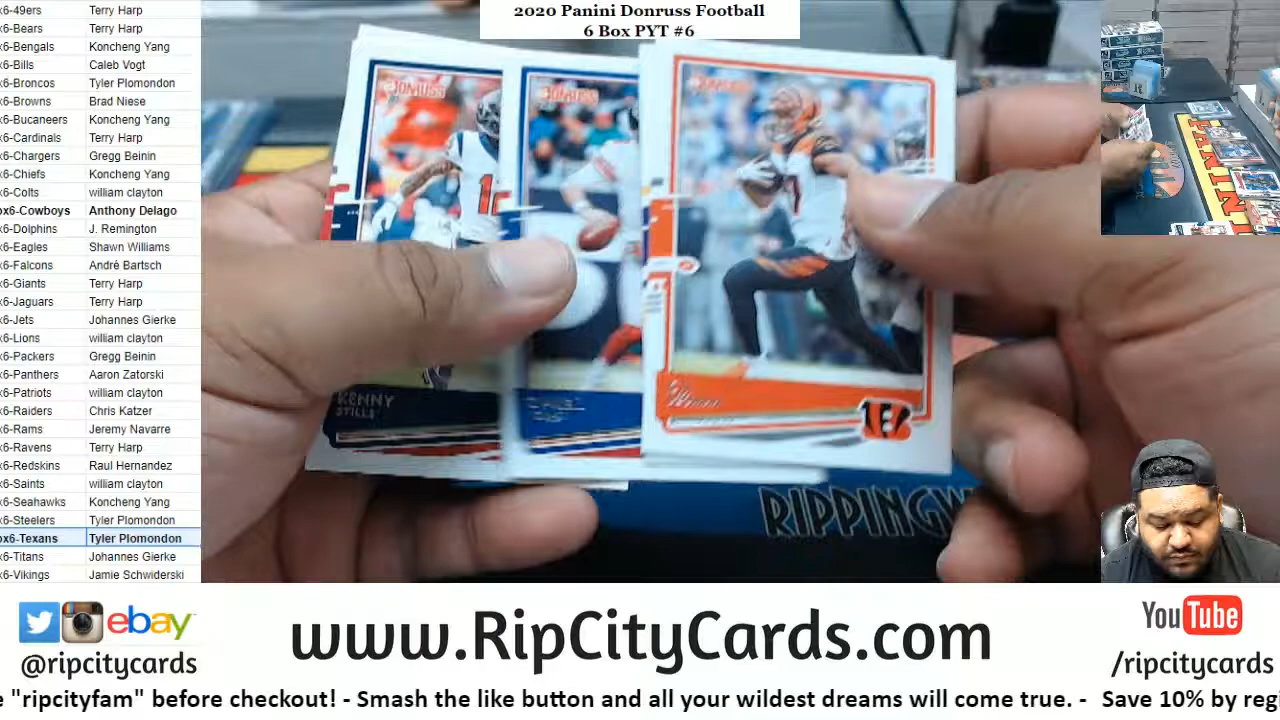 2020 Panini Donruss Football
6 Box PYT #6
x6-49ers Terry Harp
x6-Bears Terry Harp
x6-Bengals Koncheng Yang
x6-Bills Caleb Vogt
x6-Broncos Tyler Plomondon
x6-Browns Brad Niese
x6-Bucaneers Koncheng Yang
x6-Cardinals Terry Harp
x6-Chargers Gregg Beinin
x6-Chiefs Koncheng Yang
x6-Colts william clayton
ox6-Cowboys Anthony Delago
x6-Dolphins J. Remington
x6-Eagles Shawn Williams
x6-Falcons André Bartsch
x6-Giants Terry Harp
x6-Jaguars Terry Harp
x6-Jets Johannes Gierke
x6-Lions william clayton
x6-Packers Gregg Beinin
x6-Panthers Aaron Zatorski
x6-Patriots william clayton
x6-Raiders Chris Katzer
x6-Rams Jeremy Navarre
x6-Ravens Terry Harp
x6-Redskins Raul Hernandez
x6-Saints william clayton
x6-Seahawks Koncheng Yang
x6-Steelers Tyler Plomondon
ox6-Texans Tyler Plomondon
x6-Titans Johannes Gierke
x6-Vikings Jamie Schwiderski
DONRUSS
DONRUSS
DONRUSS
KENNY
STILLS
RIPPINGW
PANINI
ebay
@ripcitycards
www.RipCityCards.com
YouTube
/ripcitycards
e "ripcityfam" before checkout! - Smash the like button and all your wildest dreams will come true. - Save 10% by regi